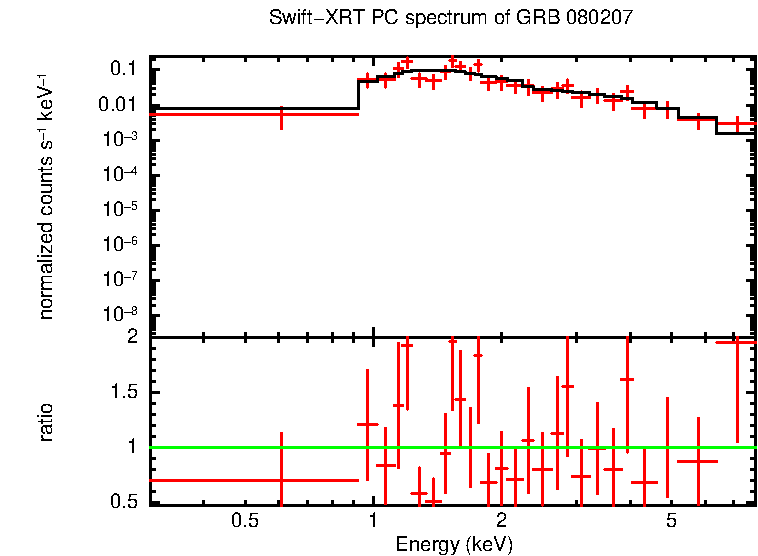 Swift−XRT PC spectrum of GRB 080207
normalized counts s⁻¹ keV⁻¹
0.1
0.01
10⁻³
10⁻⁴
10⁻⁵
10⁻⁶
10⁻⁷
10⁻⁸
ratio
2
1.5
1
0.5
0.5 1 2 5
Energy (keV)